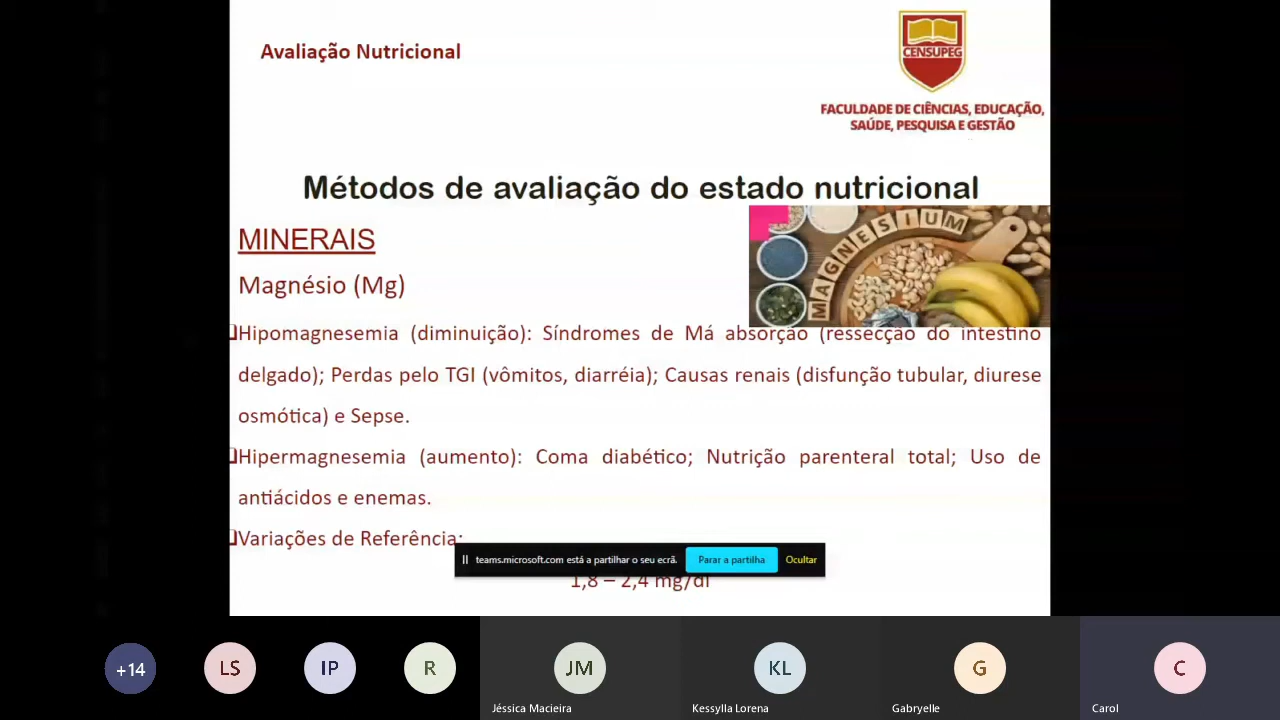 Avaliação Nutricional
CENSUPEG
FACULDADE DE CIÊNCIAS, EDUCAÇÃO,
SAÚDE, PESQUISA E GESTÃO
Métodos de avaliação do estado nutricional
MINERAIS
MAGNESIUM
Magnésio (Mg)
Hipomagnesemia (diminuição): Síndromes de Má absorção (ressecção do intestino
delgado); Perdas pelo TGI (vômitos, diarréia); Causas renais (disfunção tubular, diurese
osmótica) e Sepse.
Hipermagnesemia (aumento): Coma diabético; Nutrição parenteral total; Uso de
antiácidos e enemas.
Variações de Referência:
teams.microsoft.com está a partilhar o seu ecrã. Parar a partilha Ocultar
1,8 – 2,4 mg/dl
+14 LS IP R JM KL G C
Jéssica Macieira Kessylla Lorena Gabryelle Carol